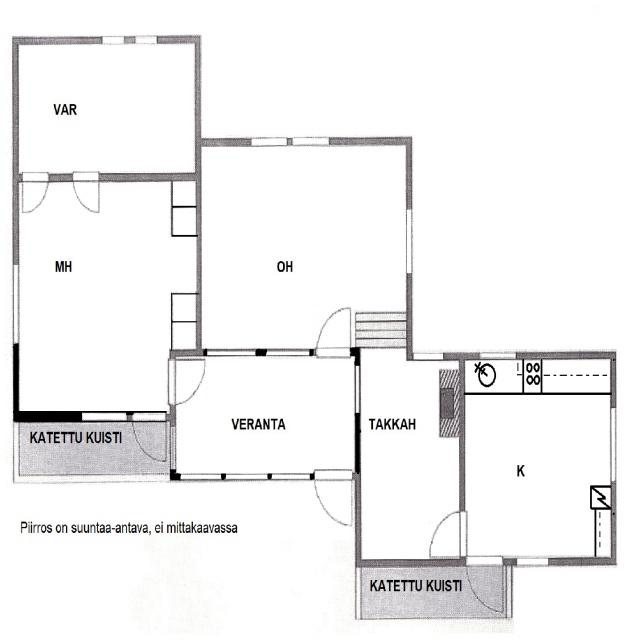 VAR
MH
OH
KATETTU KUISTI
VERANTA
TAKKAH
K
Piirros on suuntaa-antava, ei mittakaavassa
KATETTU KUISTI